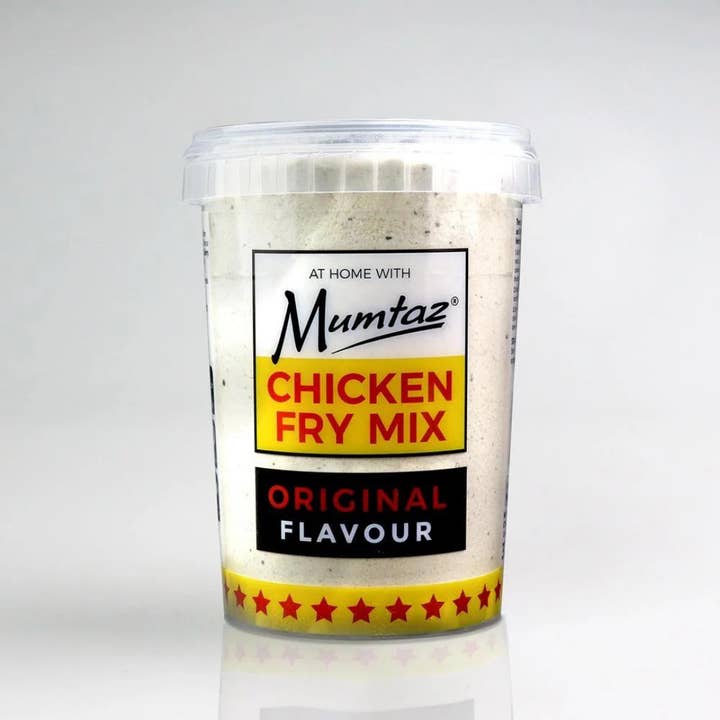 AT HOME WITH
Mumtaz®
CHICKEN
FRY MIX
ORIGINAL
FLAVOUR